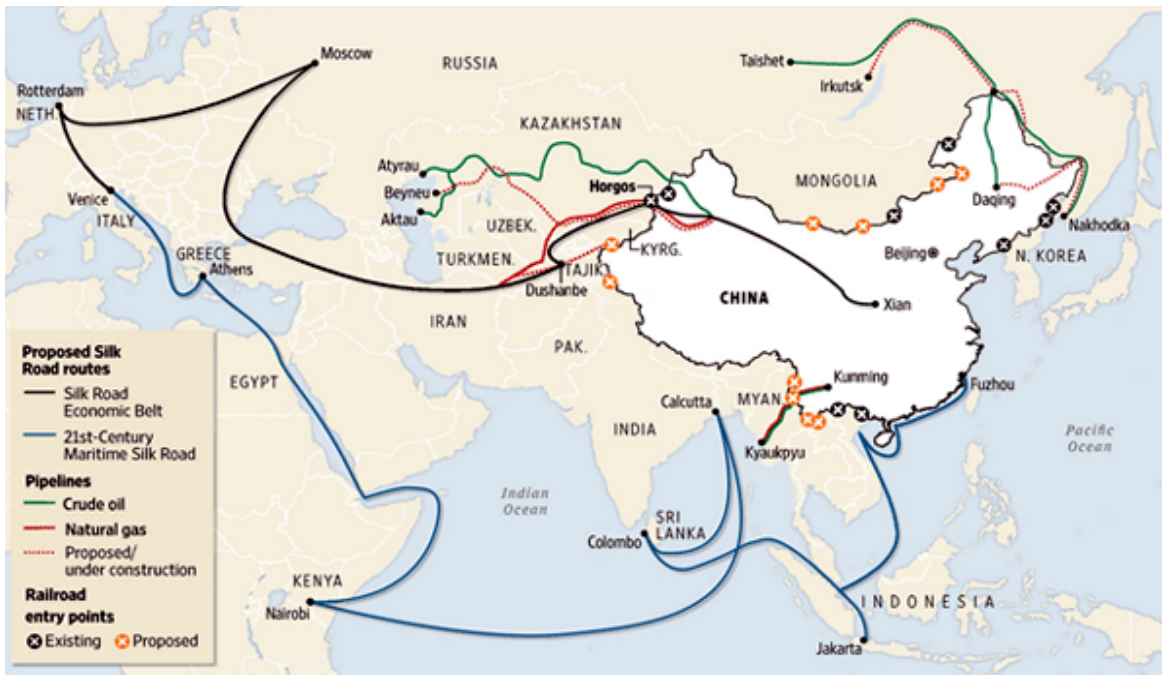 Moscow
RUSSIA
Taishet
Irkutsk
Rotterdam
NETH.
KAZAKHSTAN
Atyrau
Beyneu
Aktau
Horgos
MONGOLIA
Daqing
Nakhodka
Venice
ITALY
UZBEK.
KYRG.
Beijing
N. KOREA
GREECE
Athens
TURKMEN.
TAJIK.
Dushanbe
CHINA
Xian
IRAN
PAK.
EGYPT
Kunming
Fuzhou
Calcutta
MYAN.
INDIA
Kyaukpyu
Pacific
Ocean
Indian
Ocean
SRI
LANKA
Colombo
KENYA
Nairobi
INDONESIA
Jakarta
Proposed Silk
Road routes
Silk Road
Economic Belt
21st-Century
Maritime Silk Road
Pipelines
Crude oil
Natural gas
Proposed/
under construction
Railroad
entry points
Existing Proposed